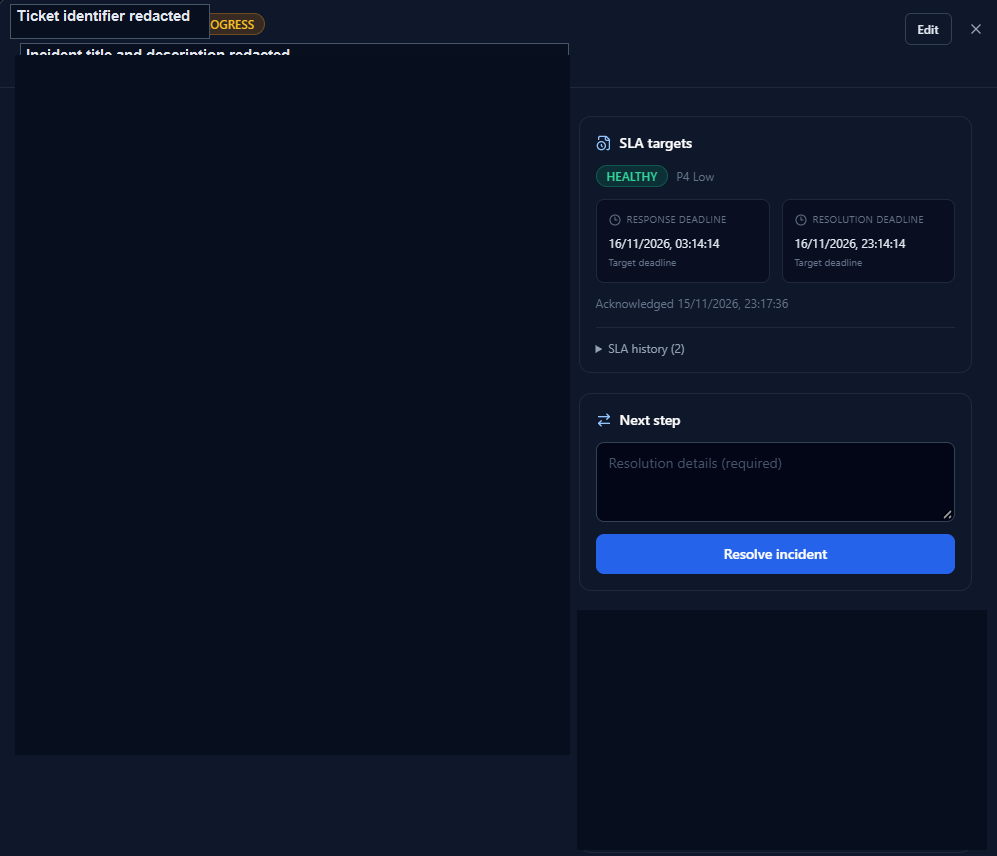 Ticket identifier redacted
OGRESS
Edit
Incident title and description redacted
SLA targets
HEALTHY P4 Low
RESPONSE DEADLINE
16/11/2026, 03:14:14
Target deadline
RESOLUTION DEADLINE
16/11/2026, 23:14:14
Target deadline
Acknowledged 15/11/2026, 23:17:36
SLA history (2)
Next step
Resolution details (required)
Resolve incident